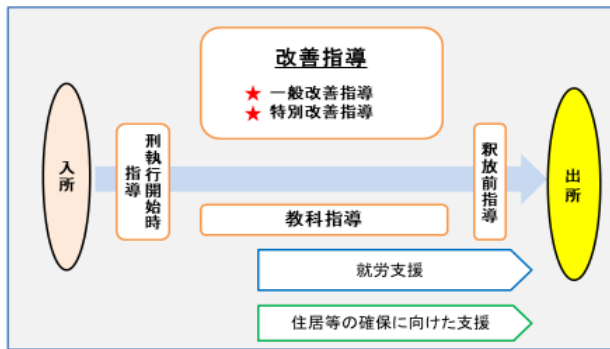 改善指導
★ 一般改善指導
★ 特別改善指導
入所
刑執行開始時
指導
釈放前指導
出所
教科指導
就労支援
住居等の確保に向けた支援